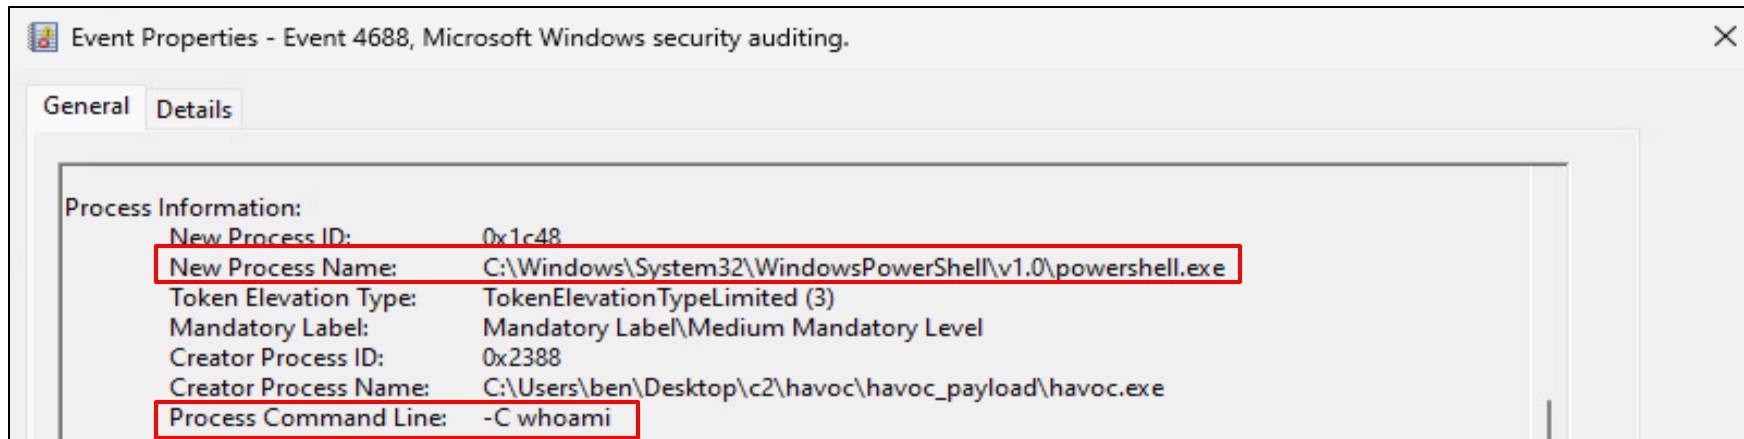 Event Properties - Event 4688, Microsoft Windows security auditing.
General Details
Process Information:
New Process ID: 0x1c48
New Process Name: C:\Windows\System32\WindowsPowerShell\v1.0\powershell.exe
Token Elevation Type: TokenElevationTypeLimited (3)
Mandatory Label: Mandatory Label\Medium Mandatory Level
Creator Process ID: 0x2388
Creator Process Name: C:\Users\ben\Desktop\c2\havoc\havoc_payload\havoc.exe
Process Command Line: -C whoami